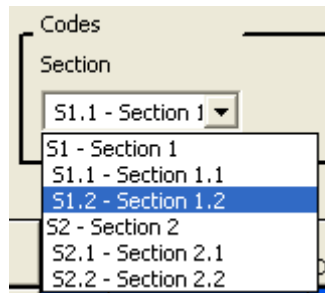 Codes
Section
S1.1 - Section 1
S1 - Section 1
S1.1 - Section 1.1
S1.2 - Section 1.2
S2 - Section 2
S2.1 - Section 2.1
S2.2 - Section 2.2